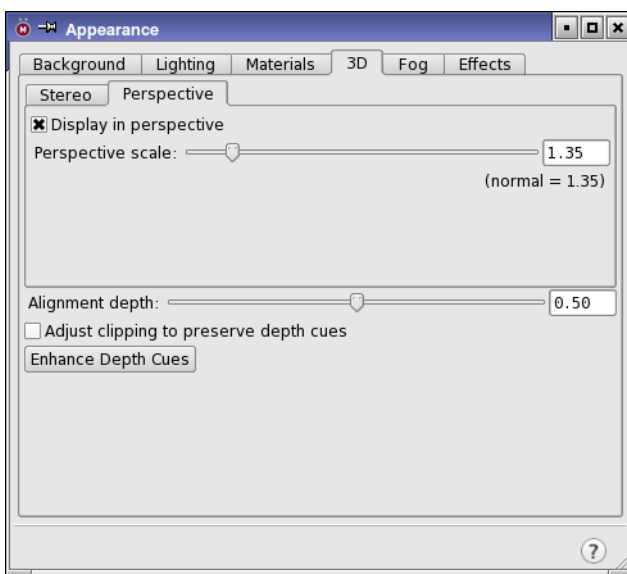 Appearance
Background Lighting Materials 3D Fog Effects
Stereo Perspective
Display in perspective
Perspective scale: 1.35
(normal = 1.35)
Alignment depth: 0.50
Adjust clipping to preserve depth cues
Enhance Depth Cues
?